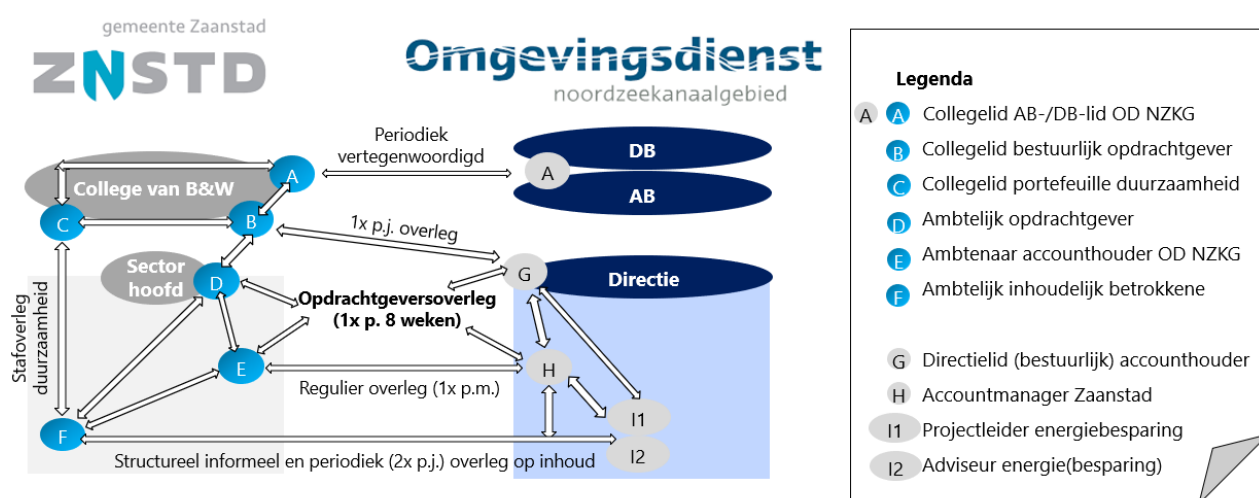 gemeente Zaanstad
ZNSTD
Omgevingsdienst
noordzeekanaalgebied
Periodiek
vertegenwoordigd
DB
A
A
College van B&W
AB
C
B
1x p.j. overleg
Sector
hoofd
D
G
Directie
Opdrachtgeversoverleg
(1x p. 8 weken)
Stafoverleg
duurzaamheid
E
H
Regulier overleg (1x p.m.)
I1
F
I2
Structureel informeel en periodiek (2x p.j.) overleg op inhoud
Legenda
A A Collegelid AB-/DB-lid OD NZKG
B Collegelid bestuurlijk opdrachtgever
C Collegelid portefeuille duurzaamheid
D Ambtelijk opdrachtgever
E Ambtenaar accounthouder OD NZKG
F Ambtelijk inhoudelijk betrokkene
G Directielid (bestuurlijk) accounthouder
H Accountmanager Zaanstad
I1 Projectleider energiebesparing
I2 Adviseur energie(besparing)